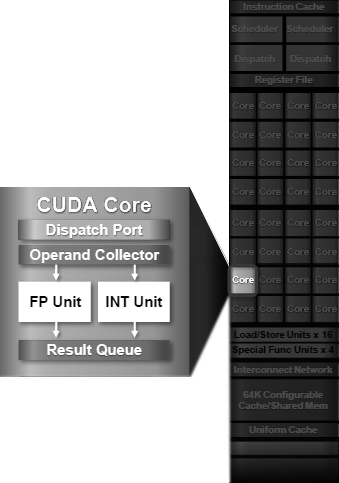 Instruction Cache
Scheduler Scheduler
Dispatch Dispatch
Register File
Core Core Core Core
Core Core Core Core
Core Core Core Core
Core Core Core Core
Core Core Core Core
Core Core Core Core
Core Core Core Core
Core Core Core Core
Load/Store Units x 16
Special Func Units x 4
Interconnect Network
64K Configurable
Cache/Shared Mem
Uniform Cache
CUDA Core
Dispatch Port
Operand Collector
FP Unit INT Unit
Result Queue